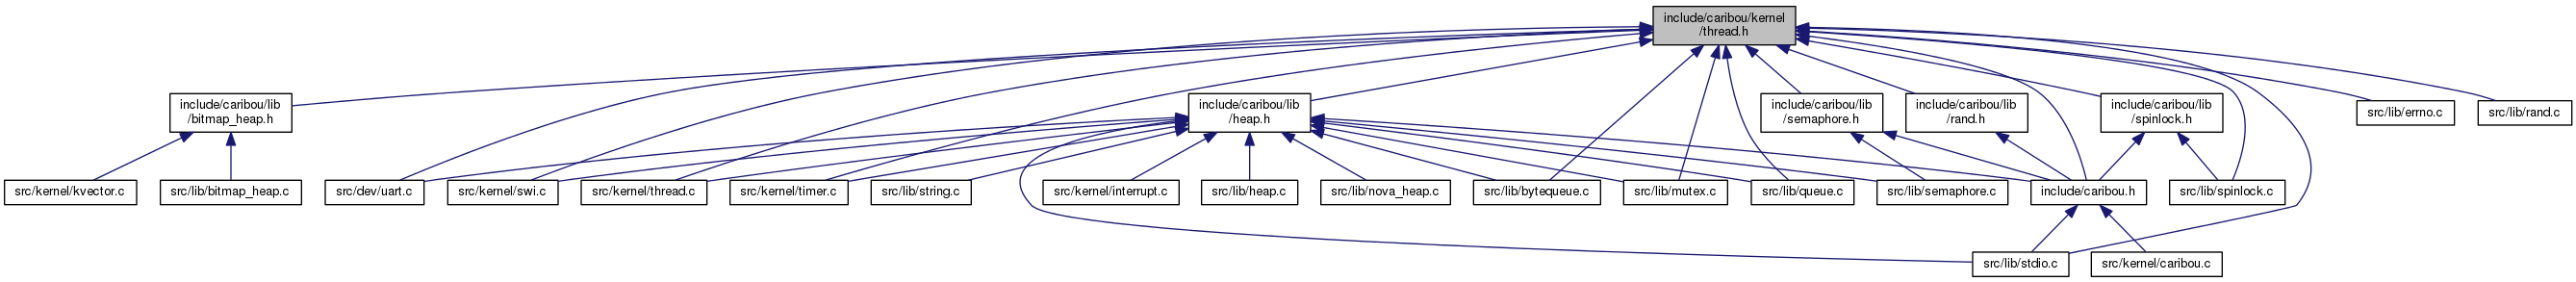 include/caribou/kernel
/thread.h
include/caribou/lib
/bitmap_heap.h
include/caribou/lib
/heap.h
include/caribou/lib
/semaphore.h
include/caribou/lib
/rand.h
include/caribou/lib
/spinlock.h
src/lib/errno.c
src/lib/rand.c
src/kernel/kvector.c
src/lib/bitmap_heap.c
src/dev/uart.c
src/kernel/swi.c
src/kernel/thread.c
src/kernel/timer.c
src/lib/string.c
src/kernel/interrupt.c
src/lib/heap.c
src/lib/nova_heap.c
src/lib/bytequeue.c
src/lib/mutex.c
src/lib/queue.c
src/lib/semaphore.c
include/caribou.h
src/lib/spinlock.c
src/lib/stdio.c
src/kernel/caribou.c